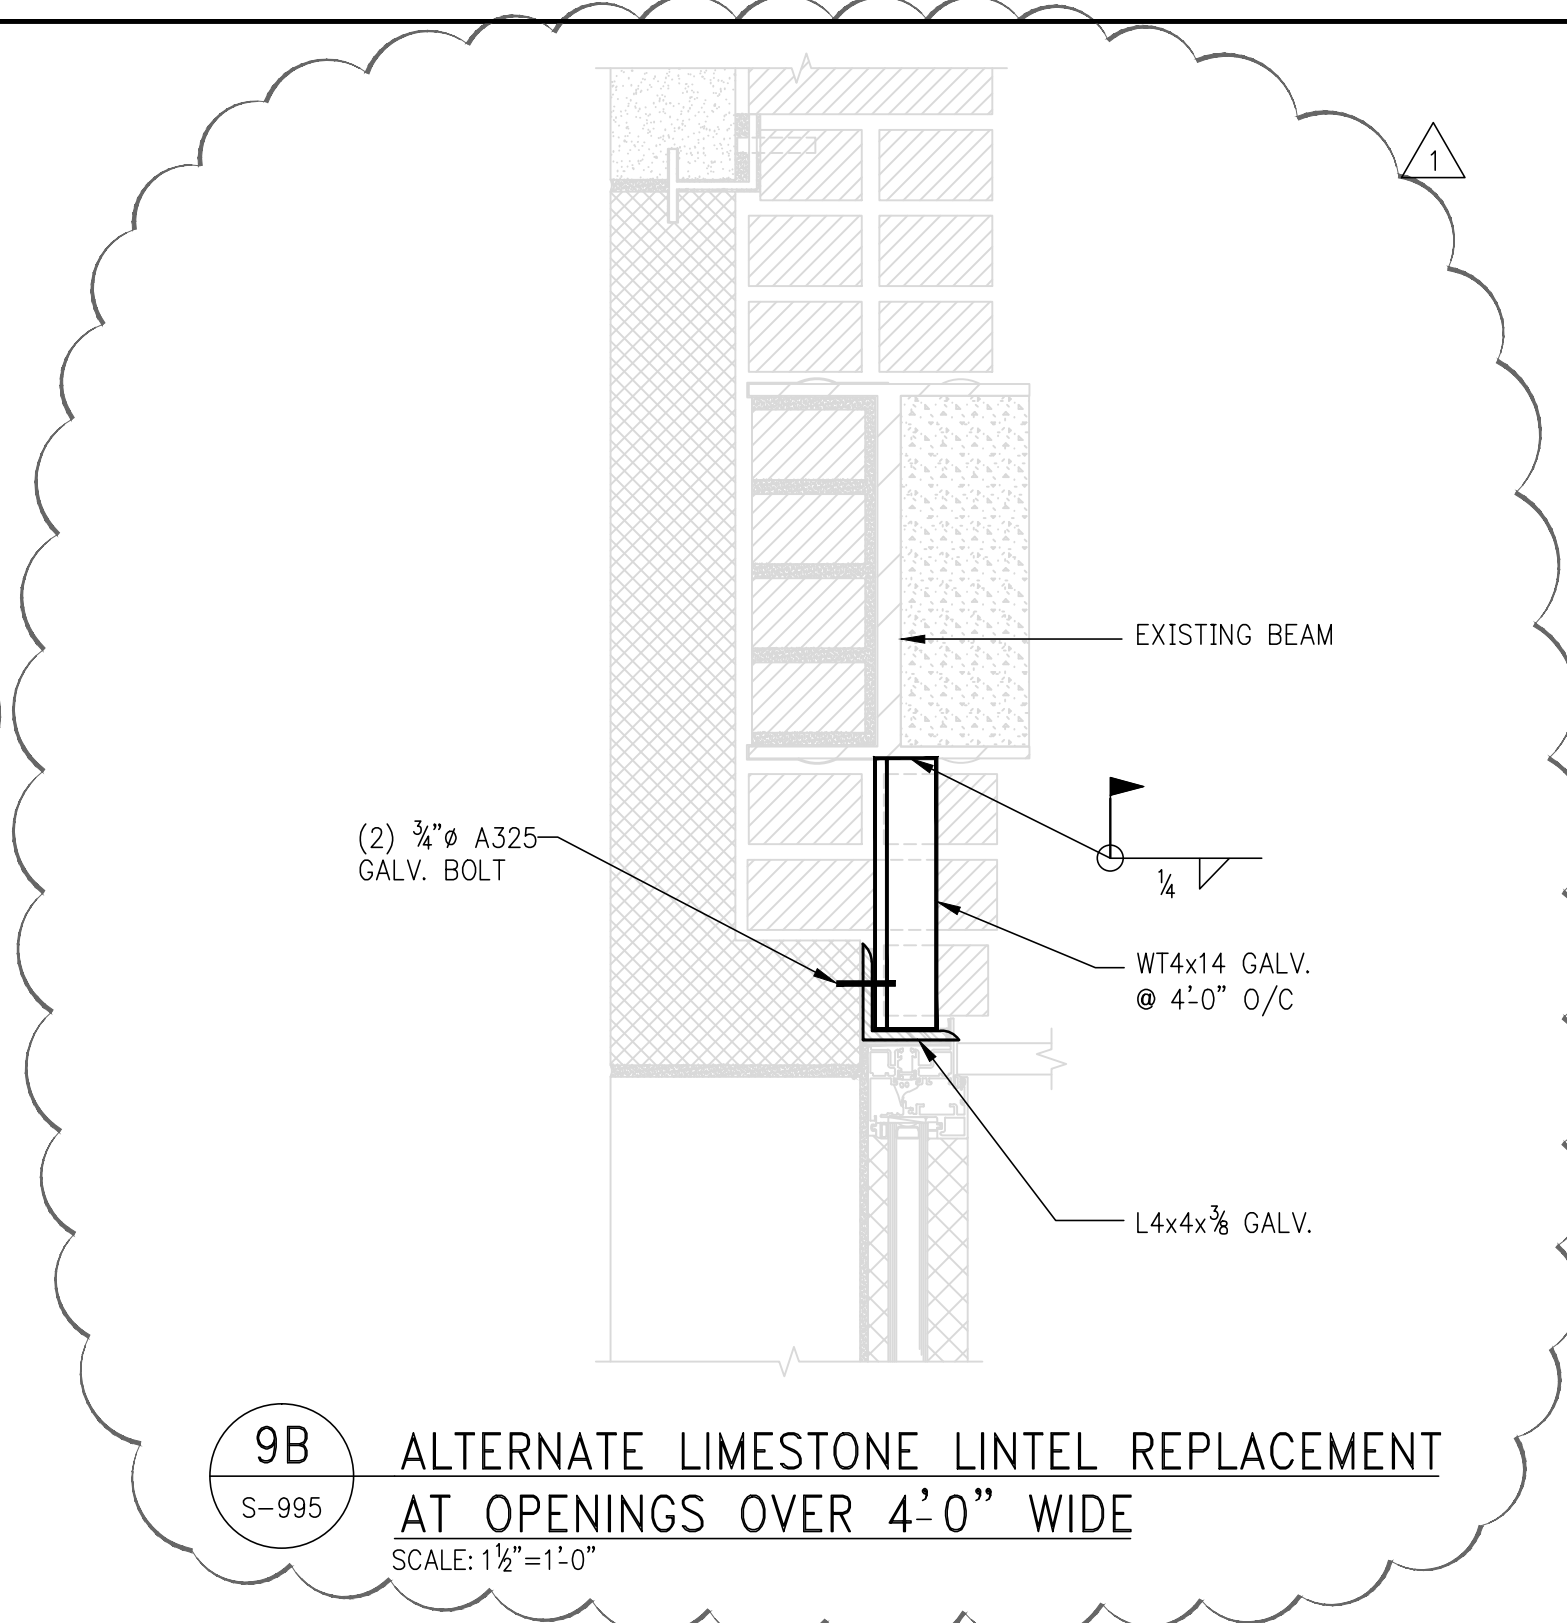 1
EXISTING BEAM
(2) ¾"ø A325
GALV. BOLT
¼
WT4x14 GALV.
@ 4'-0" O/C
L4x4x⅜ GALV.
9B
S-995
ALTERNATE LIMESTONE LINTEL REPLACEMENT
AT OPENINGS OVER 4'-0" WIDE
SCALE: 1½"=1'-0"